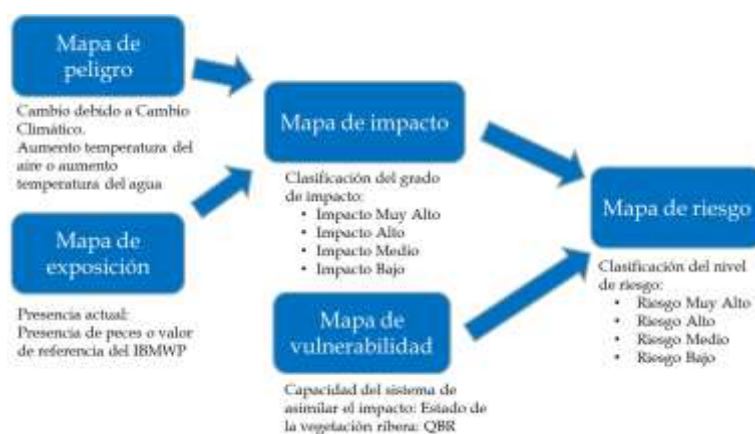 Mapa de
peligro
Cambio debido a Cambio
Climático.
Aumento temperatura del
aire o aumento
temperatura del agua
Mapa de
exposición
Presencia actual:
Presencia de peces o valor
de referencia del IBMWP
Mapa de impacto
Clasificación del grado
de impacto:
• Impacto Muy Alto
• Impacto Alto
• Impacto Medio
• Impacto Bajo
Mapa de
vulnerabilidad
Capacidad del sistema de
asimilar el impacto: Estado de
la vegetación ribera: QBR
Mapa de riesgo
Clasificación del nivel
de riesgo:
• Riesgo Muy Alto
• Riesgo Alto
• Riesgo Medio
• Riesgo Bajo